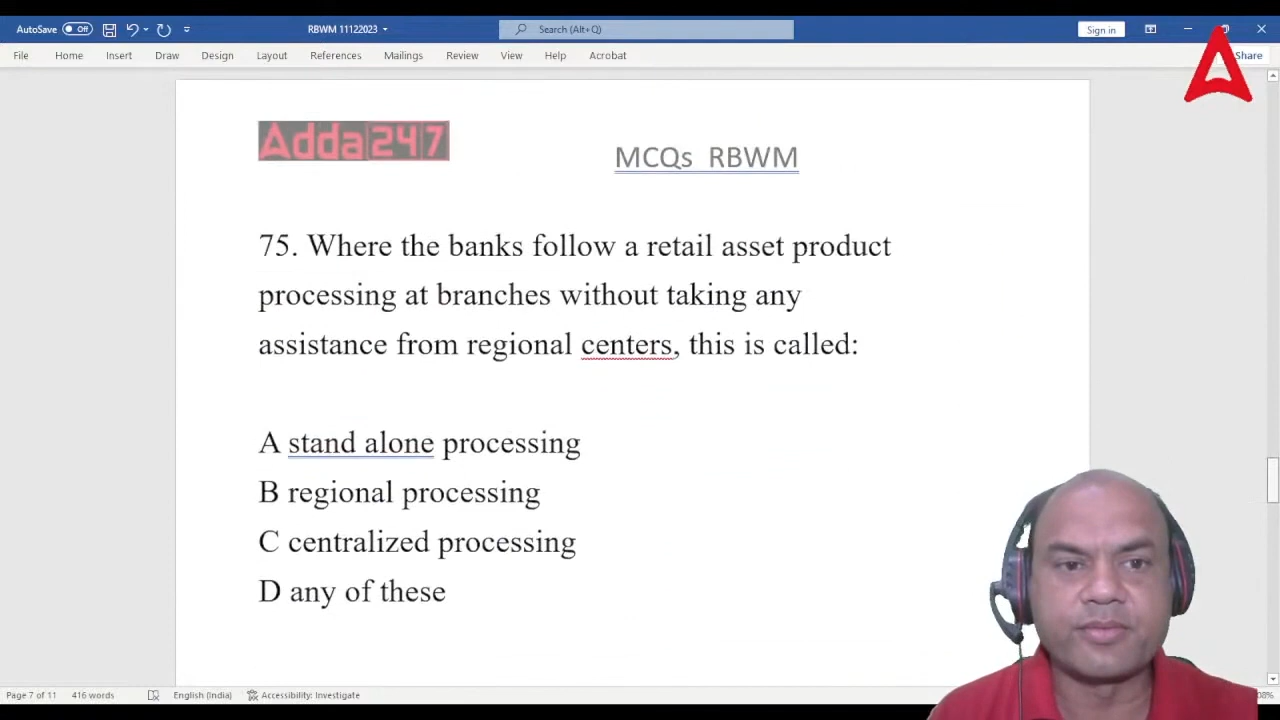 AutoSave Off RBWM 11122023 Search (Alt+Q) Sign in
File Home Insert Draw Design Layout References Mailings Review View Help Acrobat Share
Adda247
MCQs RBWM
75. Where the banks follow a retail asset product
processing at branches without taking any
assistance from regional centers, this is called:
A stand alone processing
B regional processing
C centralized processing
D any of these
Page 7 of 11 416 words English (India) Accessibility: Investigate